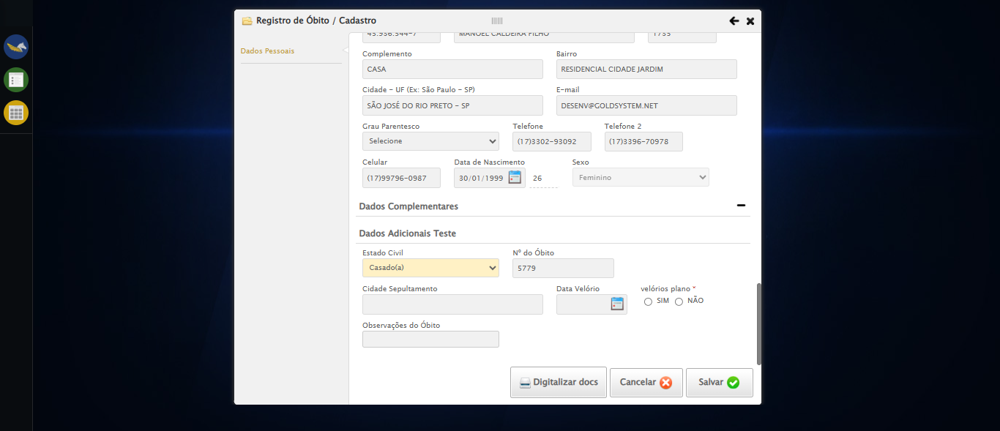 Registro de Óbito / Cadastro
Dados Pessoais
45.936.544-7 MANOEL CALDEIRA FILHO 1755
Complemento Bairro
CASA RESIDENCIAL CIDADE JARDIM
Cidade - UF (Ex: São Paulo - SP) E-mail
SÃO JOSÉ DO RIO PRETO - SP DESENV@GOLDSYSTEM.NET
Grau Parentesco Telefone Telefone 2
Selecione (17)3302-93092 (17)3396-70978
Celular Data de Nascimento Sexo
(17)99796-0987 30/01/1999 26 Feminino
Dados Complementares
Dados Adicionais Teste
Estado Civil Nº do Óbito
Casado(a) 5779
Cidade Sepultamento Data Velório velórios plano *
SIM NÃO
Observações do Óbito
Digitalizar docs Cancelar Salvar